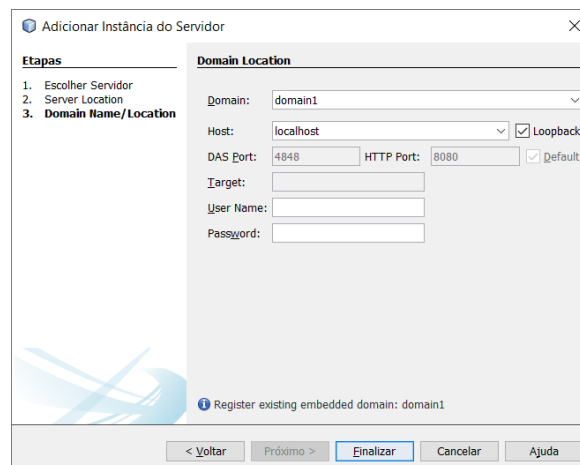 Adicionar Instância do Servidor
Etapas
1. Escolher Servidor
2. Server Location
3. Domain Name/Location
Domain Location
Domain: domain1
Host: localhost Loopback
DAS Port: 4848 HTTP Port: 8080 Default
Target:
User Name:
Password:
Register existing embedded domain: domain1
< Voltar Próximo > Finalizar Cancelar Ajuda